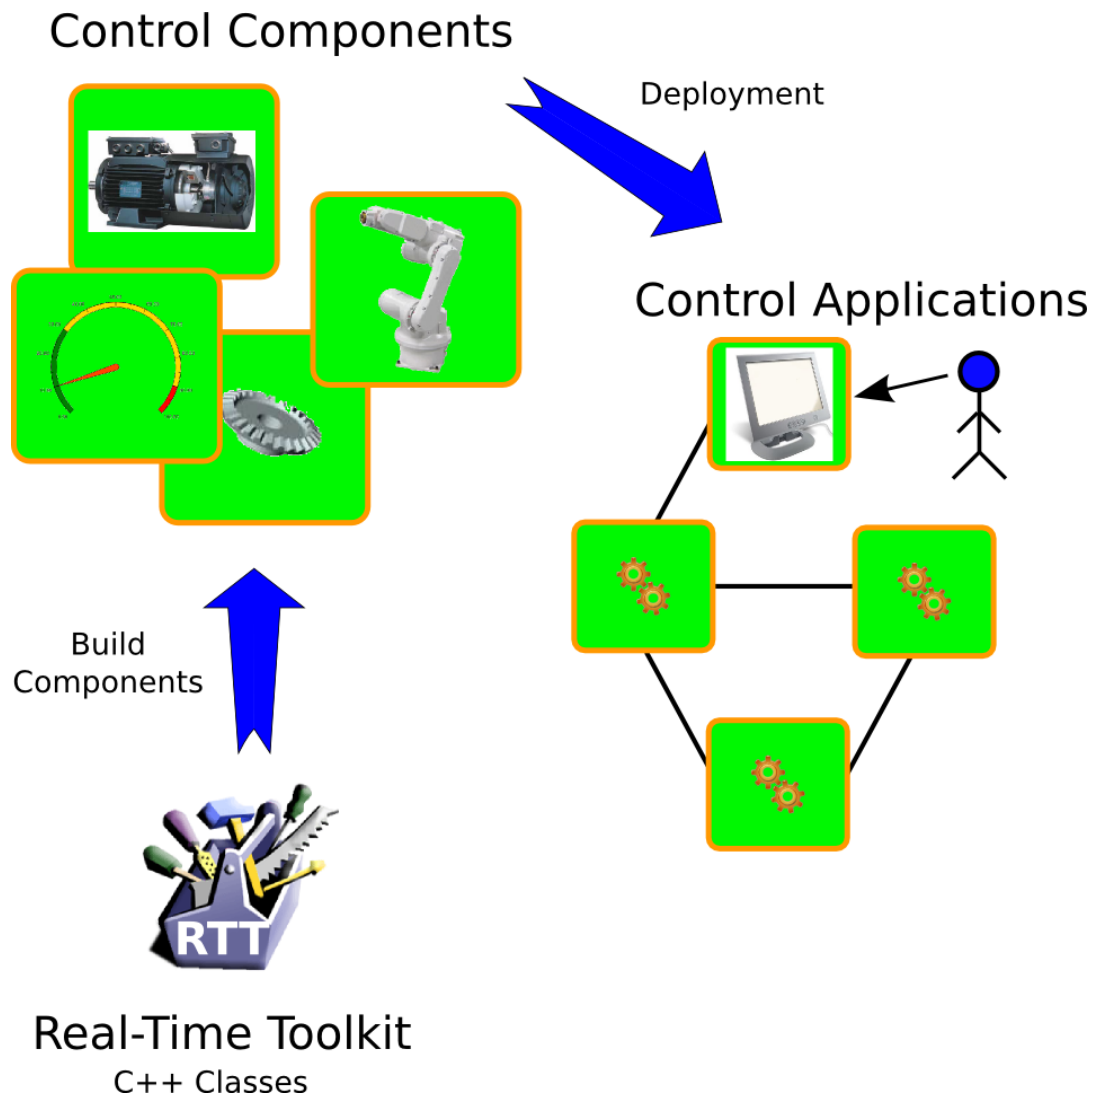 Control Components
Deployment
Control Applications
Build
Components
RTT
Real-Time Toolkit
C++ Classes